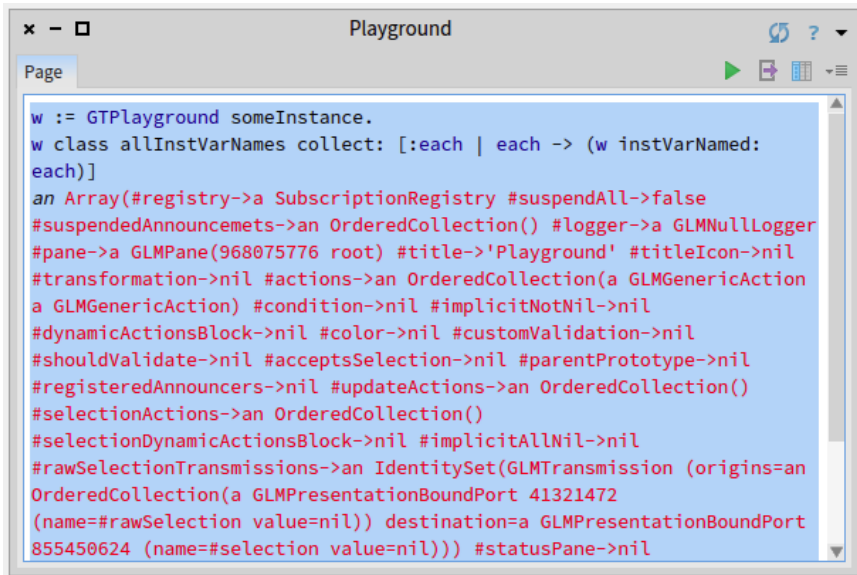 Playground
?
Page
w := GTPlayground someInstance.
w class allInstVarNames collect: [:each | each -> (w instVarNamed:
each)]
an Array(#registry->a SubscriptionRegistry #suspendAll->false
#suspendedAnnouncemets->an OrderedCollection() #logger->a GLMNullLogger
#pane->a GLMPane(968075776 root) #title->'Playground' #titleIcon->nil
#transformation->nil #actions->an OrderedCollection(a GLMGenericAction
a GLMGenericAction) #condition->nil #implicitNotNil->nil
#dynamicActionsBlock->nil #color->nil #customValidation->nil
#shouldValidate->nil #acceptsSelection->nil #parentPrototype->nil
#registeredAnnouncers->nil #updateActions->an OrderedCollection()
#selectionActions->an OrderedCollection()
#selectionDynamicActionsBlock->nil #implicitAllNil->nil
#rawSelectionTransmissions->an IdentitySet(GLMTransmission (origins=an
OrderedCollection(a GLMPresentationBoundPort 41321472
(name=#rawSelection value=nil)) destination=a GLMPresentationBoundPort
855450624 (name=#selection value=nil))) #statusPane->nil